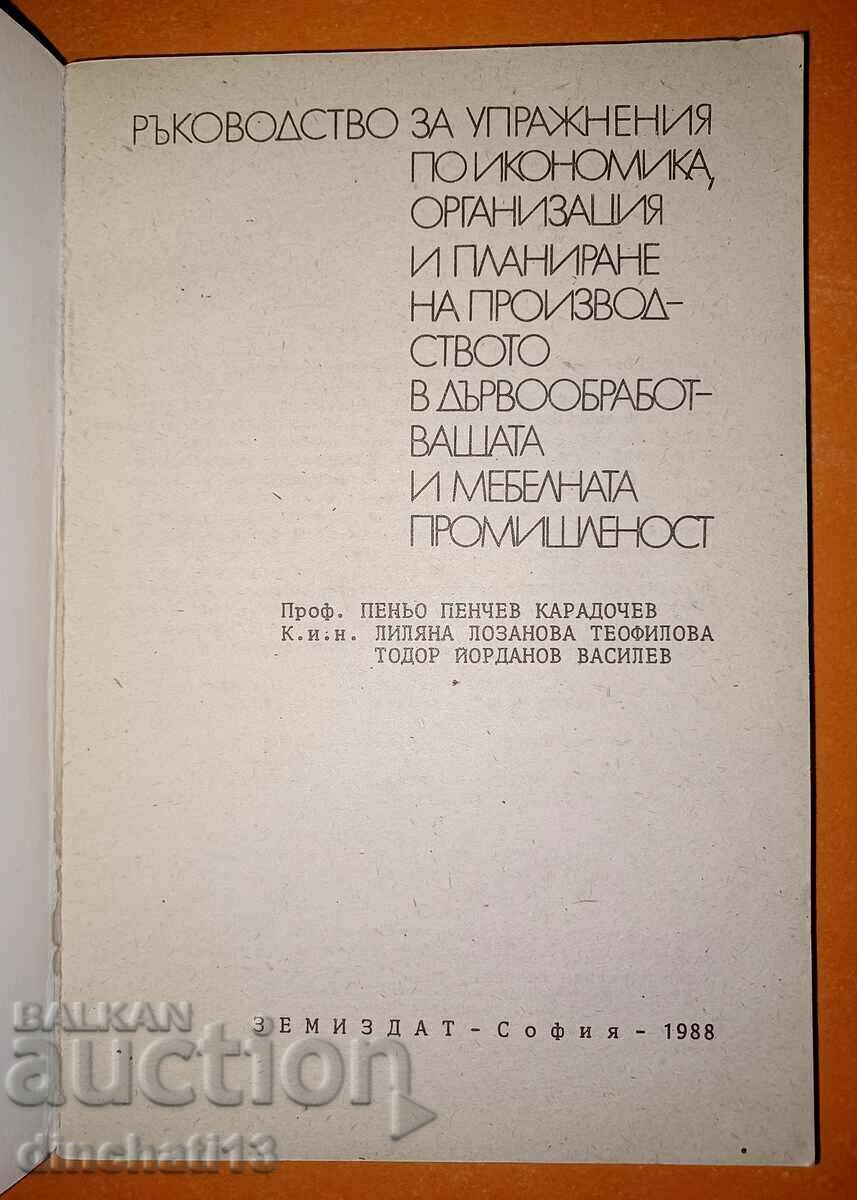 РЪКОВОДСТВО ЗА УПРАЖНЕНИЯ
ПО ИКОНОМИКА,
ОРГАНИЗАЦИЯ
И ПЛАНИРАНЕ
НА ПРОИЗВОД-
СТВОТО
В ДЪРВООБРАБОТ-
ВАЩАТА
И МЕБЕЛНАТА
ПРОМИШЛЕНОСТ
Проф. ПЕНЬО ПЕНЧЕВ КАРАДОЧЕВ
К.и.н. ЛИЛЯНА ЛОЗАНОВА ТЕОФИЛОВА
ТОДОР ЙОРДАНОВ ВАСИЛЕВ
ЗЕМИЗДАТ - София - 1988
BALKAN
auction
dinchati13